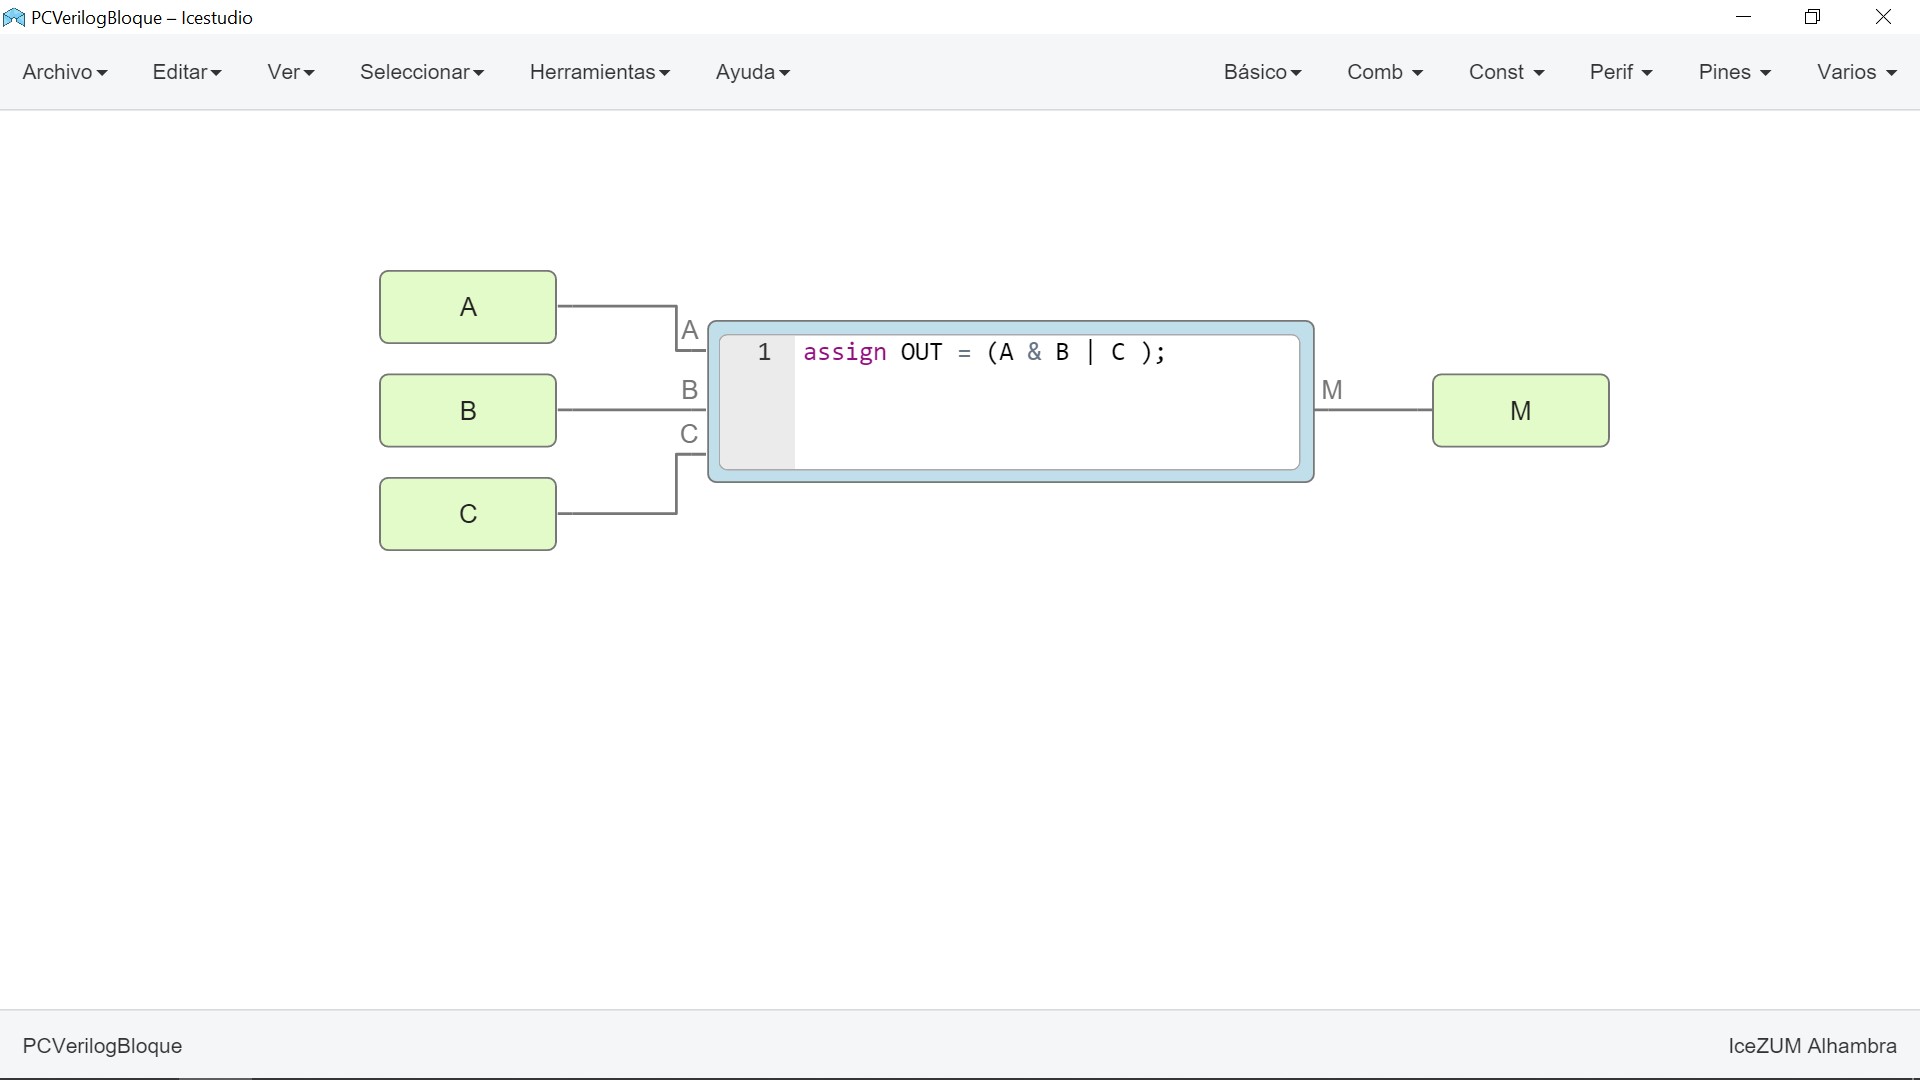 PCVerilogBloque – Icestudio
Archivo Editar Ver Seleccionar Herramientas Ayuda Básico Comb Const Perif Pines Varios
A
A
1 assign OUT = (A & B | C );
B
B
M
M
C
C
PCVerilogBloque
IceZUM Alhambra